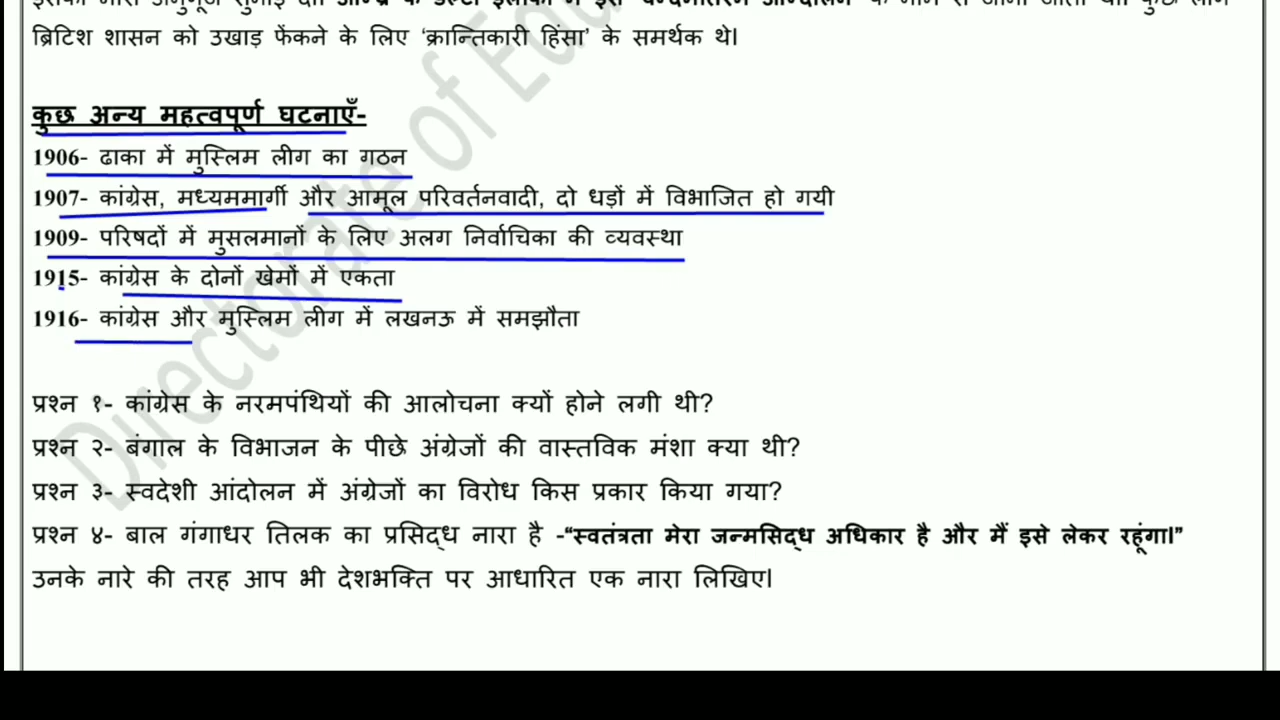 ब्रिटिश शासन को उखाड़ फेंकने के लिए ‘क्रान्तिकारी हिंसा’ के समर्थक थे।
कुछ अन्य महत्वपूर्ण घटनाएँ-
1906- ढाका में मुस्लिम लीग का गठन
1907- कांग्रेस, मध्यममार्गी और आमूल परिवर्तनवादी, दो धड़ों में विभाजित हो गयी
1909- परिषदों में मुसलमानों के लिए अलग निर्वाचिका की व्यवस्था
1915- कांग्रेस के दोनों खेमों में एकता
1916- कांग्रेस और मुस्लिम लीग में लखनऊ में समझौता
प्रश्न १- कांग्रेस के नरमपंथियों की आलोचना क्यों होने लगी थी?
प्रश्न २- बंगाल के विभाजन के पीछे अंग्रेजों की वास्तविक मंशा क्या थी?
प्रश्न ३- स्वदेशी आंदोलन में अंग्रेजों का विरोध किस प्रकार किया गया?
प्रश्न ४- बाल गंगाधर तिलक का प्रसिद्ध नारा है -“स्वतंत्रता मेरा जन्मसिद्ध अधिकार है और मैं इसे लेकर रहूंगा।”
उनके नारे की तरह आप भी देशभक्ति पर आधारित एक नारा लिखिए।
Directorate of Edu